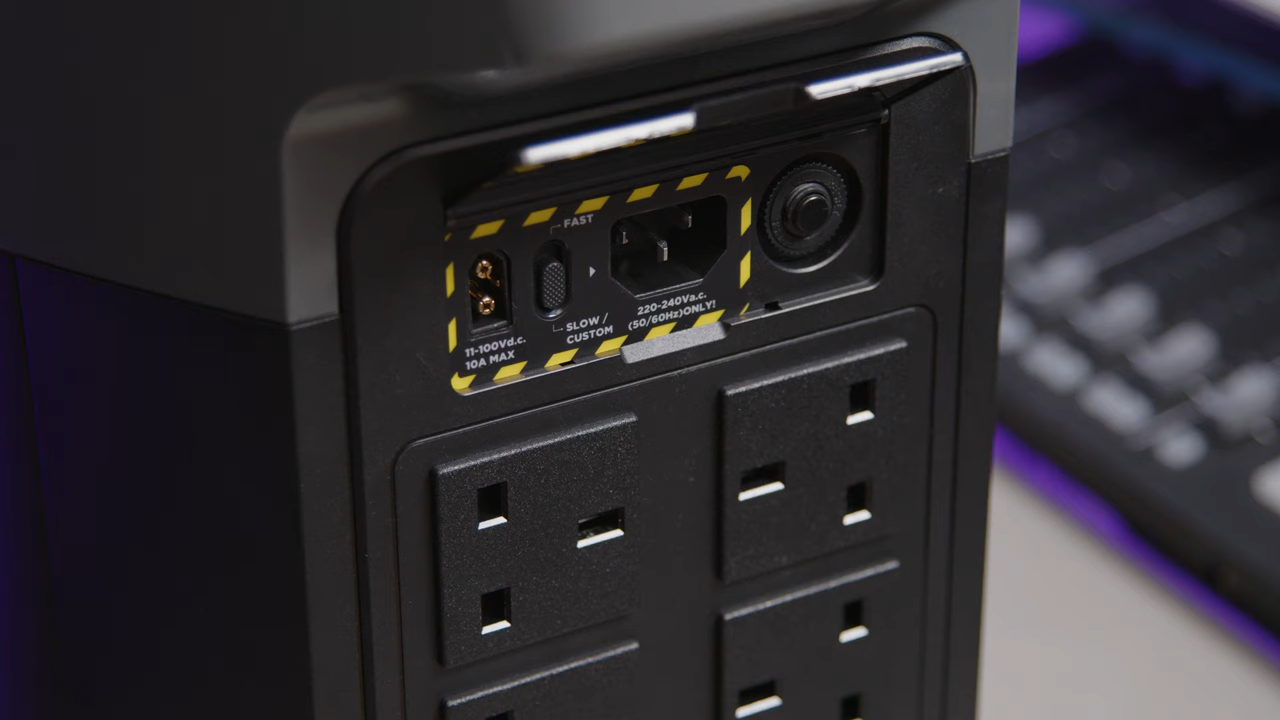 FAST
SLOW /
CUSTOM
11-100Vd.c.
10A MAX
220-240Va.c.
(50/60Hz)ONLY!